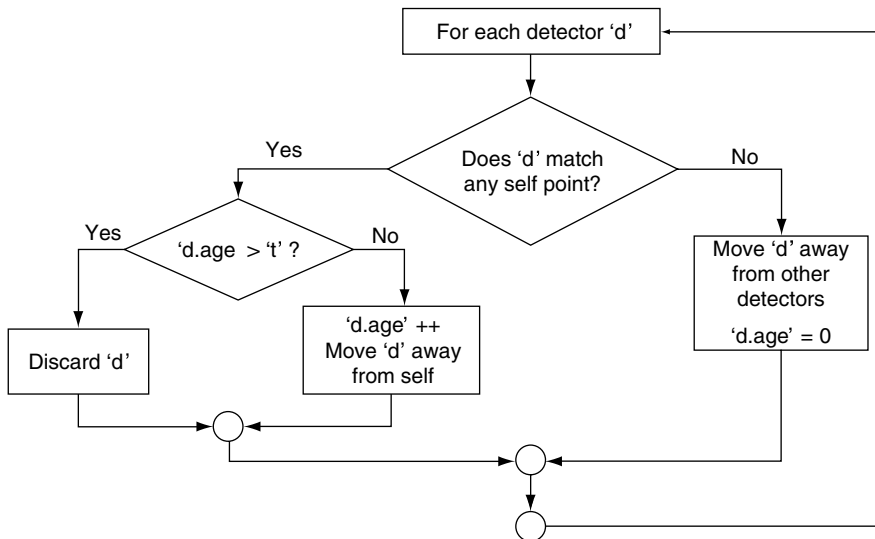 For each detector ‘d’
Does ‘d’ match
any self point?
Yes
No
‘d.age > ‘t’ ?
Yes
No
Move ‘d’ away
from other
detectors
‘d.age’ = 0
Discard ‘d’
‘d.age’ ++
Move ‘d’ away
from self